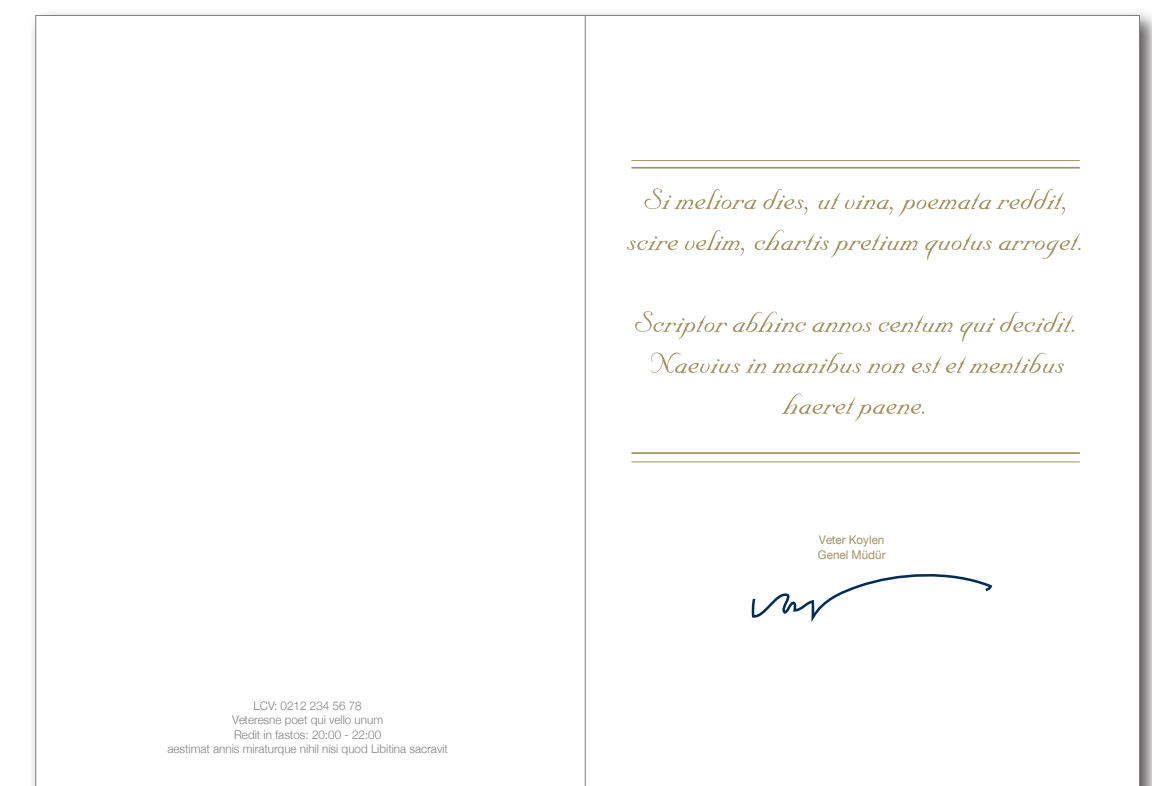 LCV: 0212 234 56 78
Veteresne poet qui vello unum
Redit in fastos: 20:00 - 22:00
aestimat annis miraturque nihil nisi quod Libitina sacravit
Si meliora dies, ut vina, poemata reddit,
scire velim, chartis pretium quotus arroget.
Scriptor abhinc annos centum qui decidit.
Naevius in manibus non est et mentibus
haeret paene.
Veter Koylen
Genel Müdür